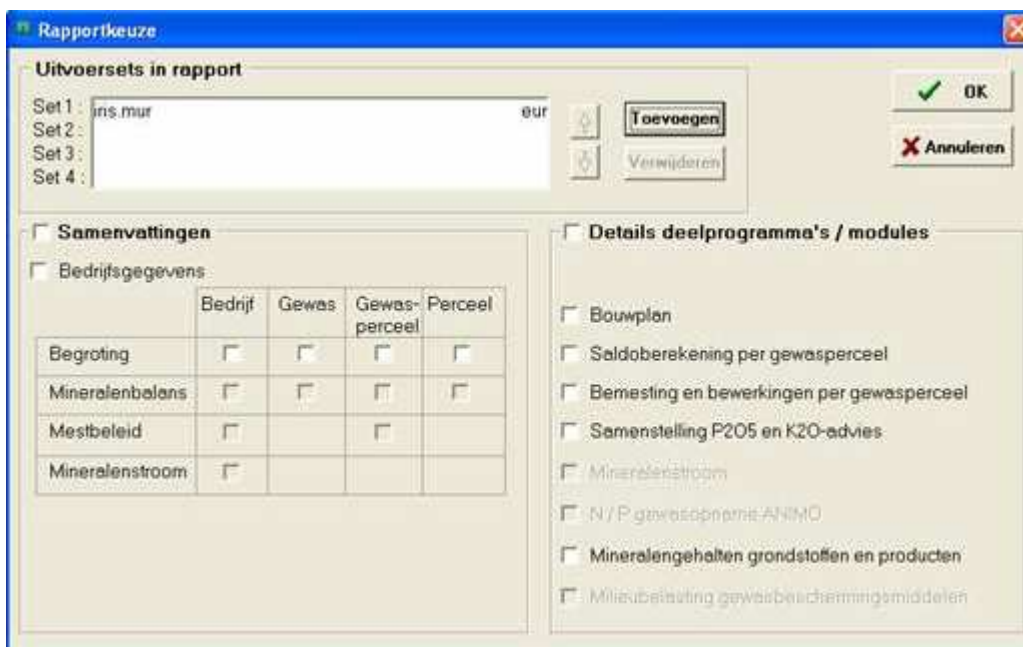 Rapportkeuze
Uitvoersets in rapport
Set 1 : iris.mur eur
Set 2 :
Set 3 :
Set 4 :
Toevoegen
Verwijderen
OK
Annuleren
Samenvattingen
Bedrijfsgegevens
Bedrijf Gewas Gewas- Perceel
perceel
Begroting
Mineralenbalans
Mestbeleid
Mineralenstroom
Details deelprogramma's / modules
Bouwplan
Saldoberekening per gewasperceel
Bemesting en bewerkingen per gewasperceel
Samenstelling P2O5 en K2O-advies
Mineralenstroom
N / P gewasopname ANIMO
Mineralengehalten grondstoffen en producten
Milieubelasting gewasbeschermingsmiddelen